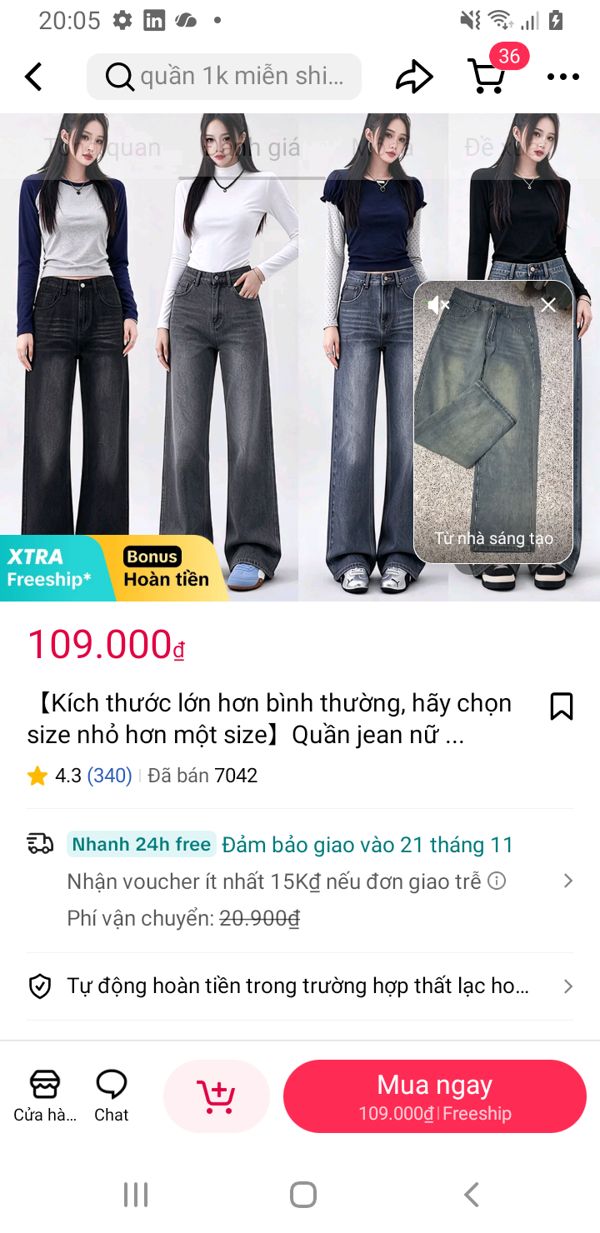 20:05
36
quần 1k miễn shi...
Tổng quan Đánh giá Mô tả Đề x
Từ nhà sáng tạo
XTRA
Freeship*
Bonus
Hoàn tiền
109.000₫
【Kích thước lớn hơn bình thường, hãy chọn
size nhỏ hơn một size】Quần jean nữ ...
4.3 (340) Đã bán 7042
Nhanh 24h free Đảm bảo giao vào 21 tháng 11
Nhận voucher ít nhất 15K₫ nếu đơn giao trễ
Phí vận chuyển: 20.900₫
Tự động hoàn tiền trong trường hợp thất lạc ho...
Mua ngay
109.000₫ Freeship
Cửa hà... Chat